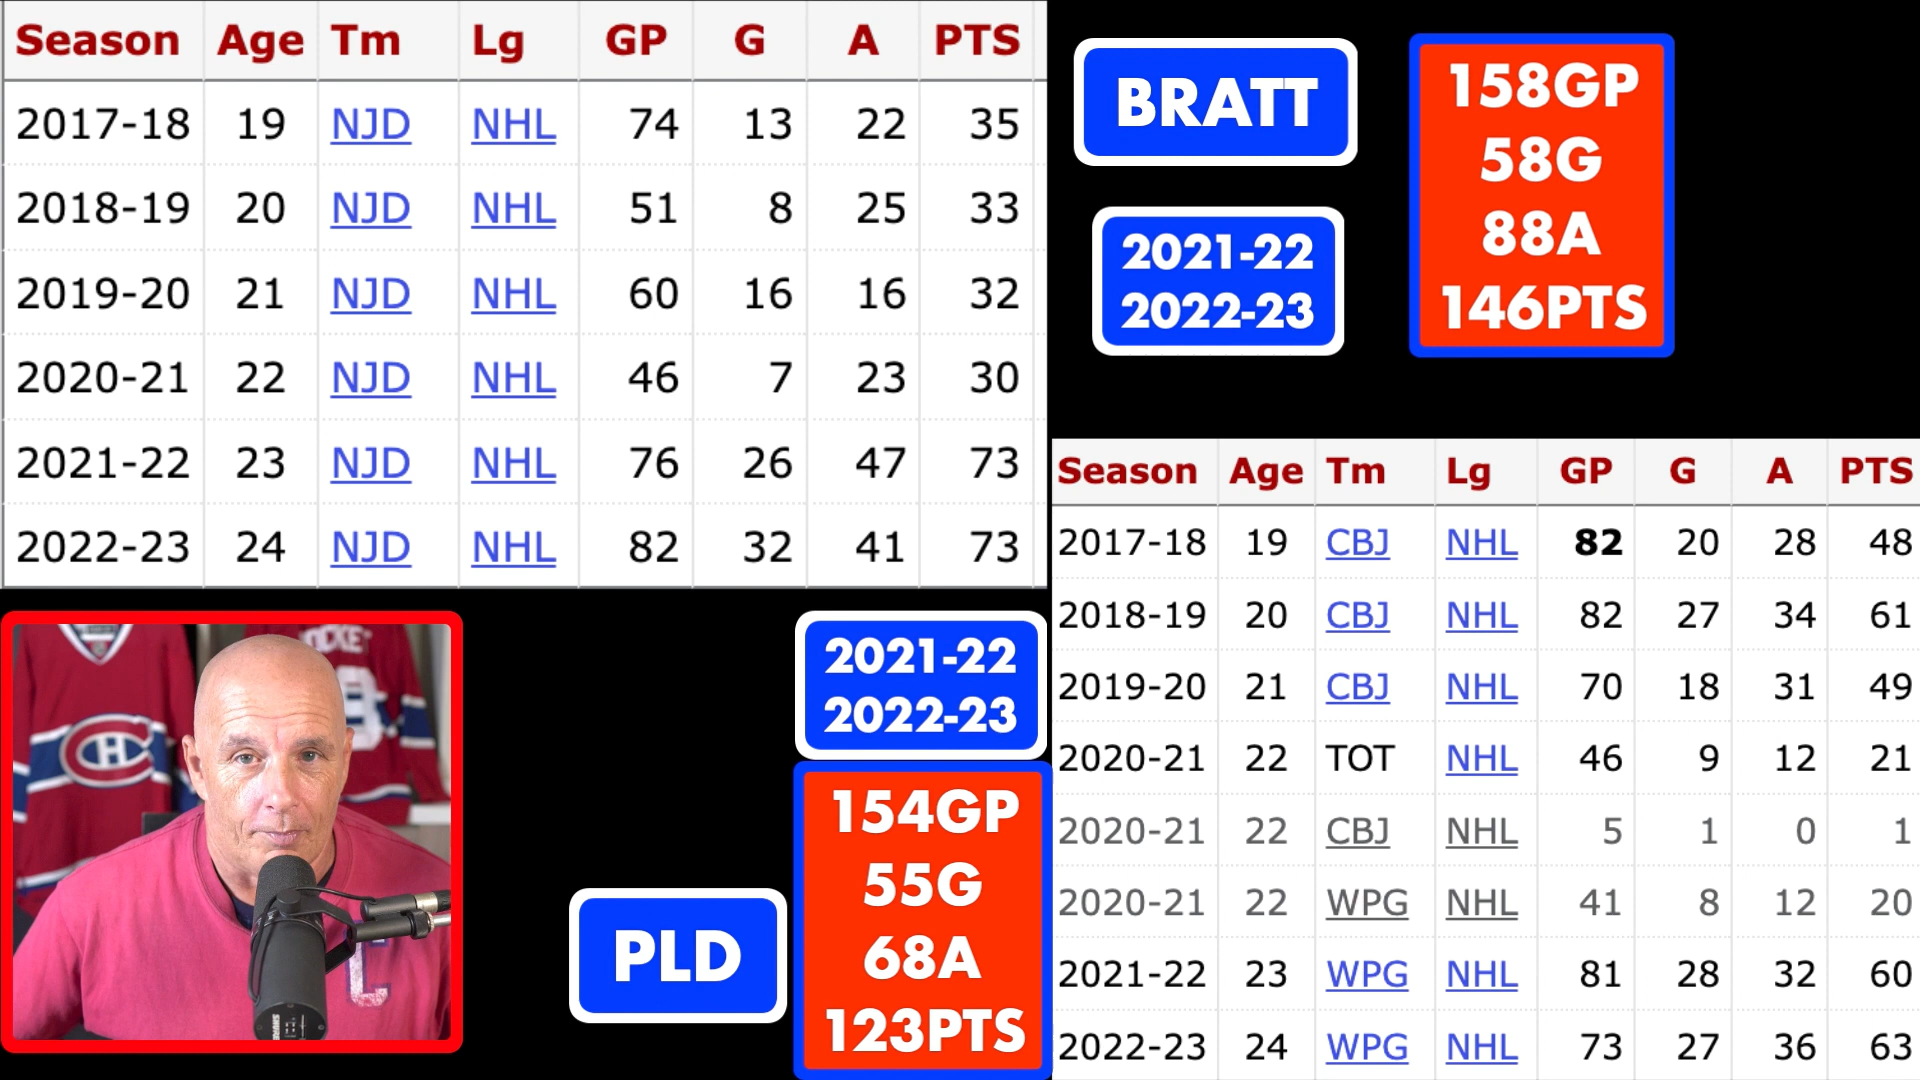 Season Age Tm Lg GP G A PTS
2017-18 19 NJD NHL 74 13 22 35
2018-19 20 NJD NHL 51 8 25 33
2019-20 21 NJD NHL 60 16 16 32
2020-21 22 NJD NHL 46 7 23 30
2021-22 23 NJD NHL 76 26 47 73
2022-23 24 NJD NHL 82 32 41 73
BRATT
2021-22
2022-23
158GP
58G
88A
146PTS
2021-22
2022-23
PLD
154GP
55G
68A
123PTS
Season Age Tm Lg GP G A PTS
2017-18 19 CBJ NHL 82 20 28 48
2018-19 20 CBJ NHL 82 27 34 61
2019-20 21 CBJ NHL 70 18 31 49
2020-21 22 TOT NHL 46 9 12 21
2020-21 22 CBJ NHL 5 1 0 1
2020-21 22 WPG NHL 41 8 12 20
2021-22 23 WPG NHL 81 28 32 60
2022-23 24 WPG NHL 73 27 36 63
CH
SHURE